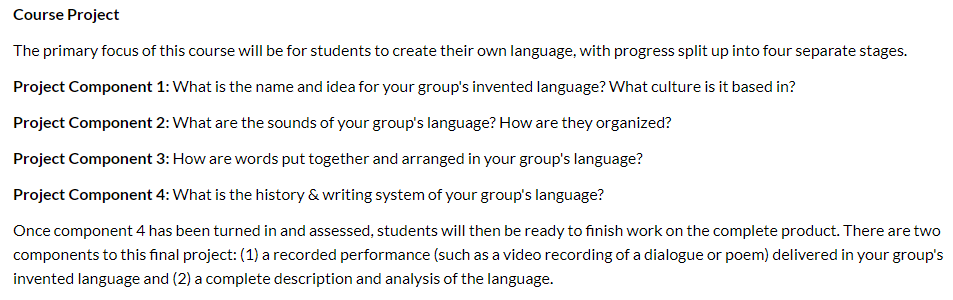 Course Project
The primary focus of this course will be for students to create their own language, with progress split up into four separate stages.
Project Component 1: What is the name and idea for your group's invented language? What culture is it based in?
Project Component 2: What are the sounds of your group's language? How are they organized?
Project Component 3: How are words put together and arranged in your group's language?
Project Component 4: What is the history & writing system of your group's language?
Once component 4 has been turned in and assessed, students will then be ready to finish work on the complete product. There are two
components to this final project: (1) a recorded performance (such as a video recording of a dialogue or poem) delivered in your group's
invented language and (2) a complete description and analysis of the language.